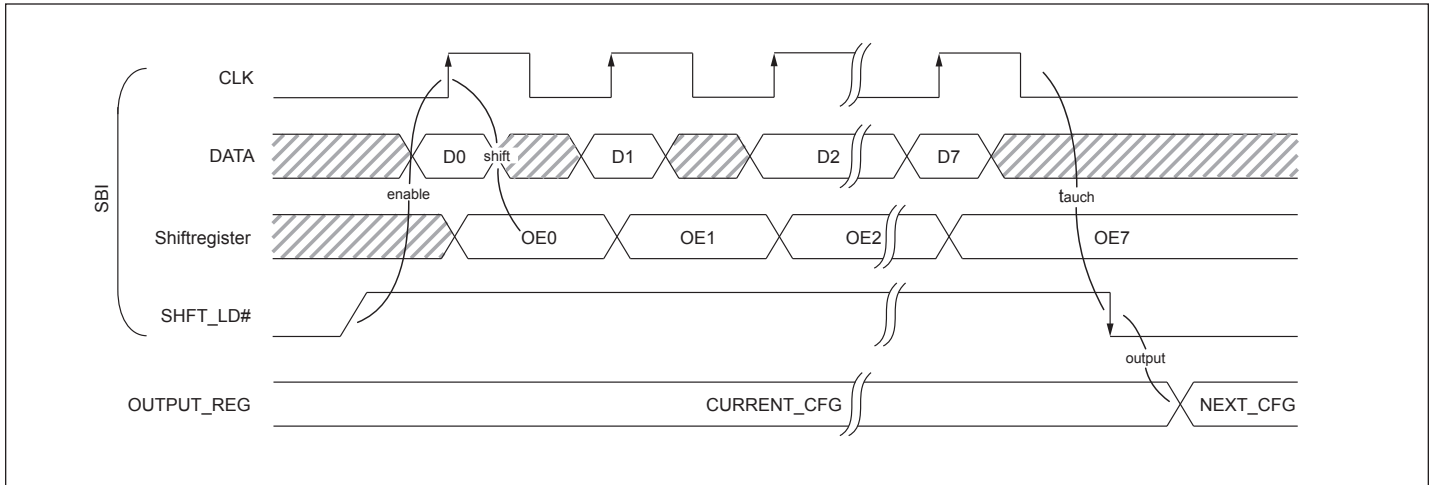 SBI
CLK
DATA D0 shift D1 D2 D7
enable tauch
Shiftregister OE0 OE1 OE2 OE7
SHFT_LD#
output
OUTPUT_REG CURRENT_CFG NEXT_CFG